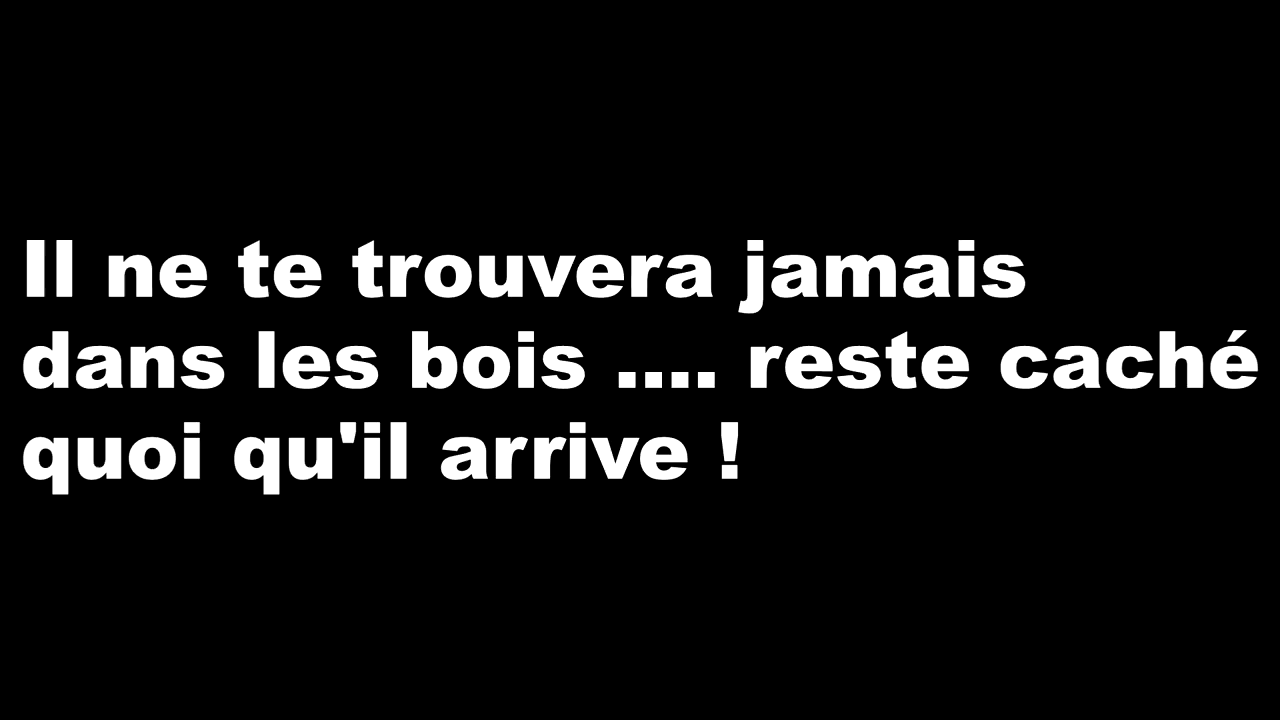 Il ne te trouvera jamais
dans les bois .... reste caché
quoi qu'il arrive !